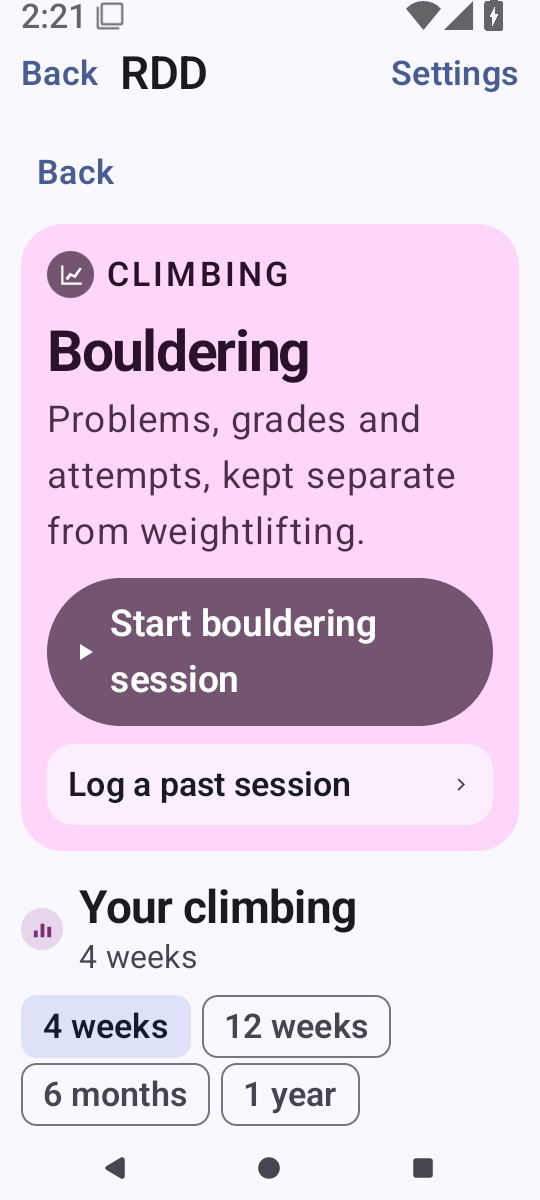 2:21
Back RDD Settings
Back
CLIMBING
Bouldering
Problems, grades and
attempts, kept separate
from weightlifting.
Start bouldering
session
Log a past session
Your climbing
4 weeks
4 weeks 12 weeks
6 months 1 year